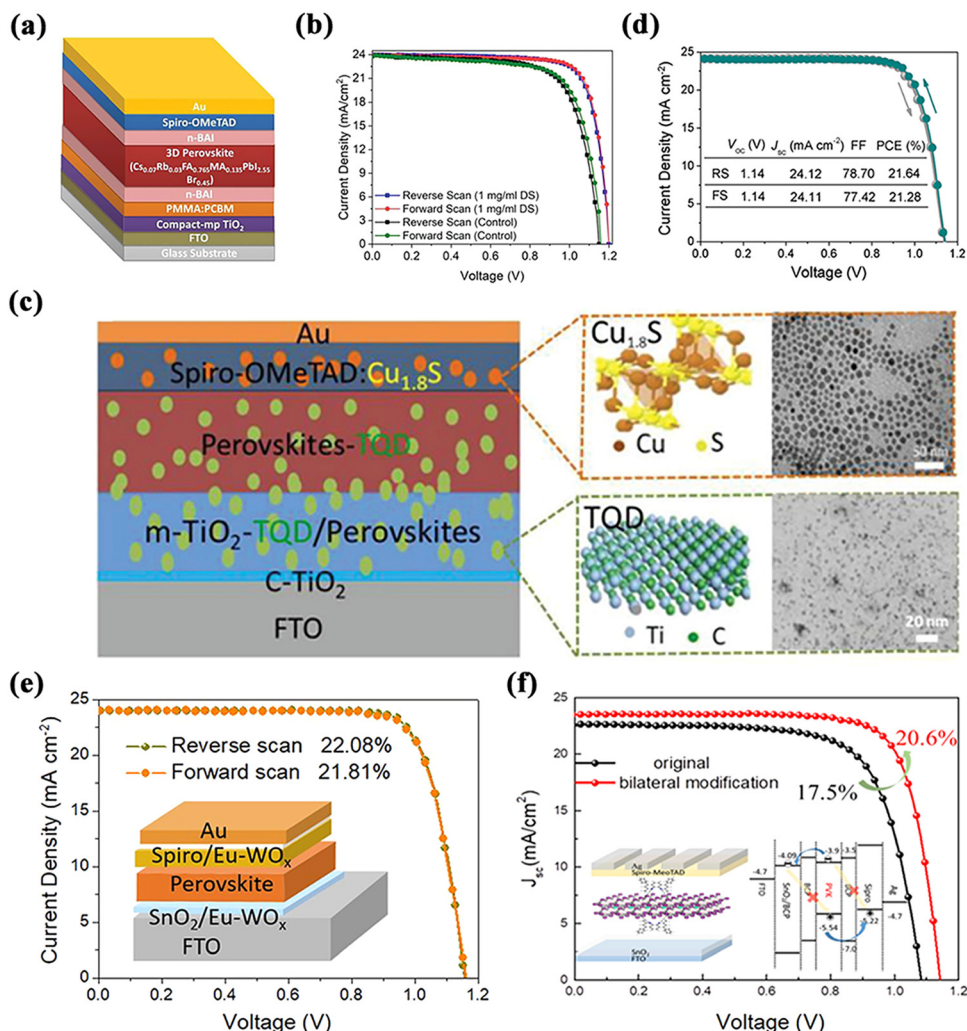 (a)
Au
Spiro-OMeTAD
n-BAI
3D Perovskite
(Cs0.07Rb0.03FA0.765MA0.135PbI2.55
Br0.45)
n-BAI
PMMA:PCBM
Compact-mp TiO2
FTO
Glass Substrate
(b)
Current Density (mA/cm²)
24
21
18
15
12
9
6
3
0
Reverse Scan (1 mg/ml DS)
Forward Scan (1 mg/ml DS)
Reverse Scan (Control)
Forward Scan (Control)
0.0 0.2 0.4 0.6 0.8 1.0 1.2
Voltage (V)
(d)
Current Density (mA cm⁻²)
25
20
15
10
5
0
VOC (V) JSC (mA cm⁻²) FF PCE (%)
RS 1.14 24.12 78.70 21.64
FS 1.14 24.11 77.42 21.28
0.0 0.2 0.4 0.6 0.8 1.0 1.2
Voltage (V)
(c)
Au
Spiro-OMeTAD:Cu1.8S
Perovskites-TQD
m-TiO2-TQD/Perovskites
C-TiO2
FTO
Cu1.8S
Cu S
50 nm
TQD
Ti C
20 nm
(e)
Current Density (mA cm⁻²)
25
20
15
10
5
0
Reverse scan 22.08%
Forward scan 21.81%
Au
Spiro/Eu-WOx
Perovskite
SnO2/Eu-WOx
FTO
0.0 0.2 0.4 0.6 0.8 1.0 1.2
Voltage (V)
(f)
Jsc(mA/cm²)
25
20
15
10
5
0
20.6%
original
bilateral modification
17.5%
Ag
Spiro-MeoTAD
SnO2
FTO
-4.7
FTO
-4.09
SnO2/BCP
BCP
-3.9
PVK
-5.54
-3.5
-7.0
Sipro
-5.22
Ag
-4.7
0.0 0.2 0.4 0.6 0.8 1.0 1.2
Voltage (V)